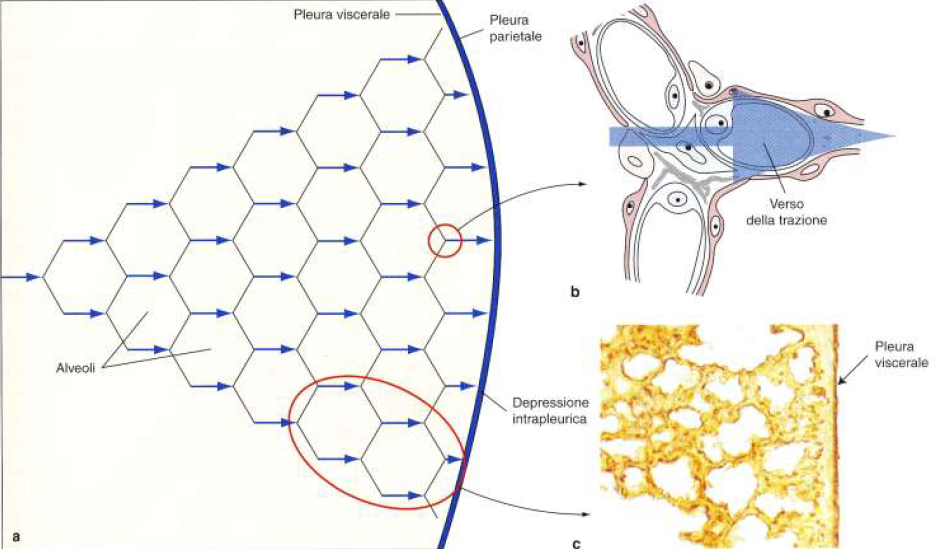 Pleura viscerale
Pleura
parietale
Alveoli
Depressione
intrapleurica
a
Verso
della trazione
b
Pleura
viscerale
c